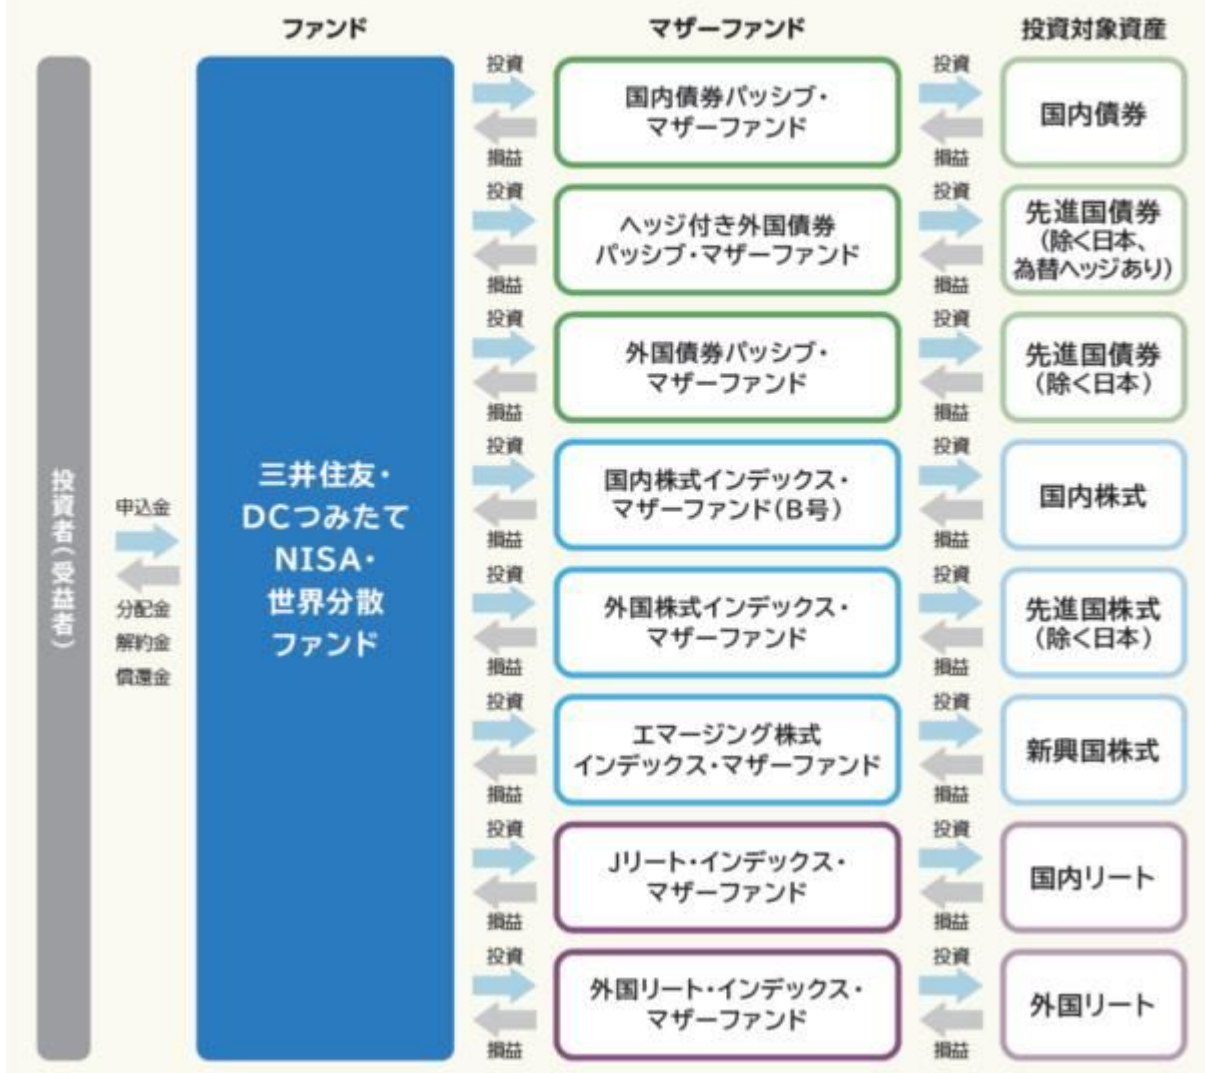 ファンド
マザーファンド
投資対象資産
投資者(受益者)
申込金
分配金
解約金
償還金
三井住友・
DCつみたて
NISA・
世界分散
ファンド
投資
損益
国内債券パッシブ・
マザーファンド
投資
損益
国内債券
投資
損益
ヘッジ付き外国債券
パッシブ・マザーファンド
投資
損益
先進国債券
(除く日本、
為替ヘッジあり)
投資
損益
外国債券パッシブ・
マザーファンド
投資
損益
先進国債券
(除く日本)
投資
損益
国内株式インデックス・
マザーファンド(B号)
投資
損益
国内株式
投資
損益
外国株式インデックス・
マザーファンド
投資
損益
先進国株式
(除く日本)
投資
損益
エマージング株式
インデックス・マザーファンド
投資
損益
新興国株式
投資
損益
Jリート・インデックス・
マザーファンド
投資
損益
国内リート
投資
損益
外国リート・インデックス・
マザーファンド
投資
損益
外国リート